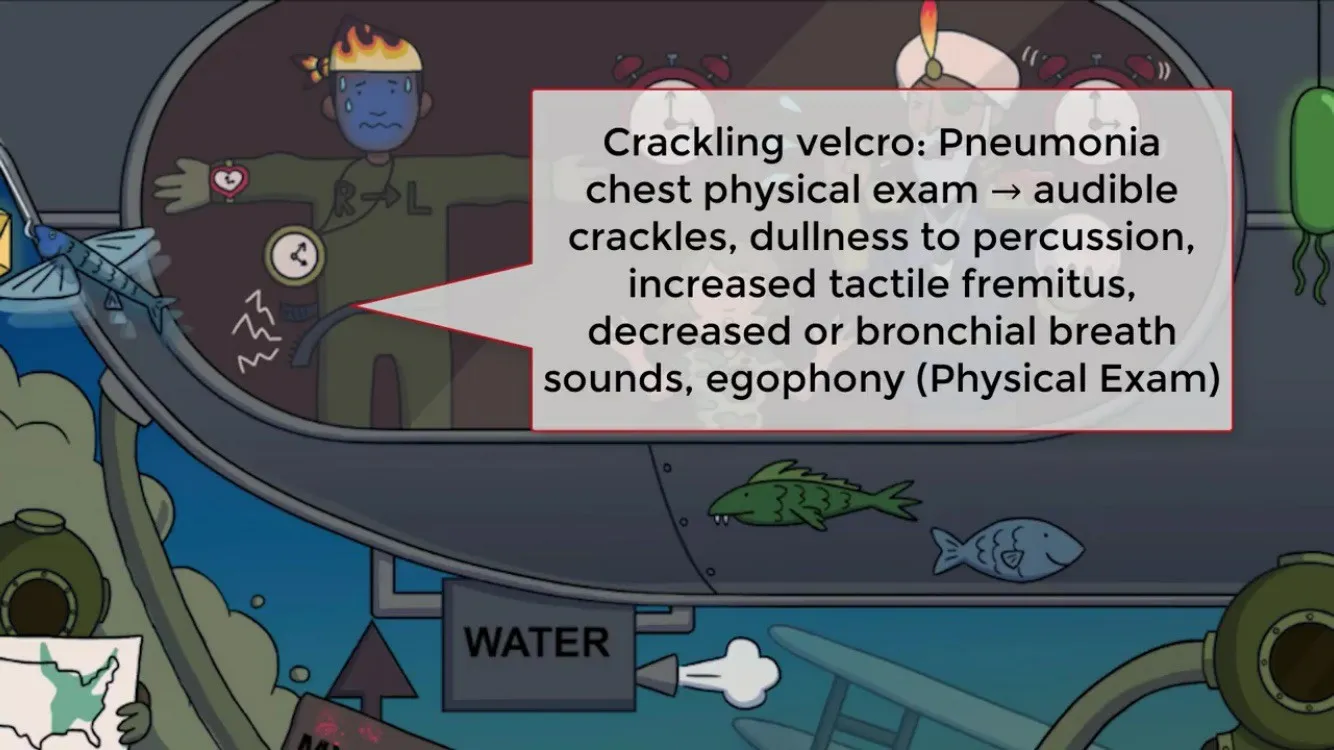 R→L
Crackling velcro: Pneumonia
chest physical exam → audible
crackles, dullness to percussion,
increased tactile fremitus,
decreased or bronchial breath
sounds, egophony (Physical Exam)
WATER